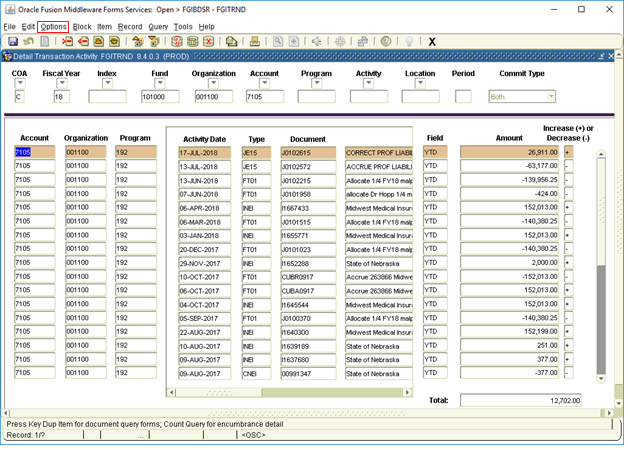 Oracle Fusion Middleware Forms Services: Open > FGIBDSR - FGITRND
File Edit Options Block Item Record Query Tools Help
X
Detail Transaction Activity FGITRND 8.4.0.3 (PROD)
COA Fiscal Year Index Fund Organization Account Program Activity Location Period Commit Type
C 18 101000 001100 7105 Both
Increase (+) or
Account Organization Program Activity Date Type Document Field Amount Decrease (-)
7105 001100 192 17-JUL-2018 JE15 J0102615 CORRECT PROF LIABIL YTD 26,911.00 +
7105 001100 192 13-JUL-2018 JE15 J0102572 ACCRUE PROF LIABILI YTD -63,177.00 -
7105 001100 192 13-JUN-2018 FT01 J0102215 Allocate 1/4 FY18 malp YTD -139,956.25 -
7105 001100 192 07-JUN-2018 FT01 J0101958 allocate Dr Hopp 1/4 m YTD -424.00 -
7105 001100 192 06-APR-2018 INEI I1667433 Midwest Medical Insur YTD 152,013.00 +
7105 001100 192 06-MAR-2018 FT01 J0101515 Allocate 1/4 FY18 malp YTD -140,380.25 -
7105 001100 192 03-JAN-2018 INEI I1655771 Midwest Medical Insur YTD 152,013.00 +
7105 001100 192 20-DEC-2017 FT01 J0101023 Allocate 1/4 FY18 malp YTD -140,380.25 -
7105 001100 192 29-NOV-2017 INEI I1652288 State of Nebraska YTD 2,000.00 +
7105 001100 192 10-OCT-2017 FT01 CUBR0917 Accrue 263866 Midwe YTD -152,013.00 -
7105 001100 192 06-OCT-2017 FT01 CUBA0917 Accrue 263866 Midwe YTD 152,013.00 +
7105 001100 192 04-OCT-2017 INEI I1645544 Midwest Medical Insur YTD 152,013.00 +
7105 001100 192 05-SEP-2017 FT01 J0100370 Allocate 1/4 FY18 malp YTD -140,380.25 -
7105 001100 192 22-AUG-2017 INEI I1640300 Midwest Medical Insur YTD 152,199.00 +
7105 001100 192 10-AUG-2017 INEI I1639189 State of Nebraska YTD 251.00 +
7105 001100 192 09-AUG-2017 INEI I1637680 State of Nebraska YTD 377.00 +
7105 001100 192 09-AUG-2017 CNEI 00991347 State of Nebraska YTD -377.00 -
Total: 12,702.00
Press Key Dup Item for document query forms; Count Query for encumbrance detail
Record: 1/? ... <OSC>